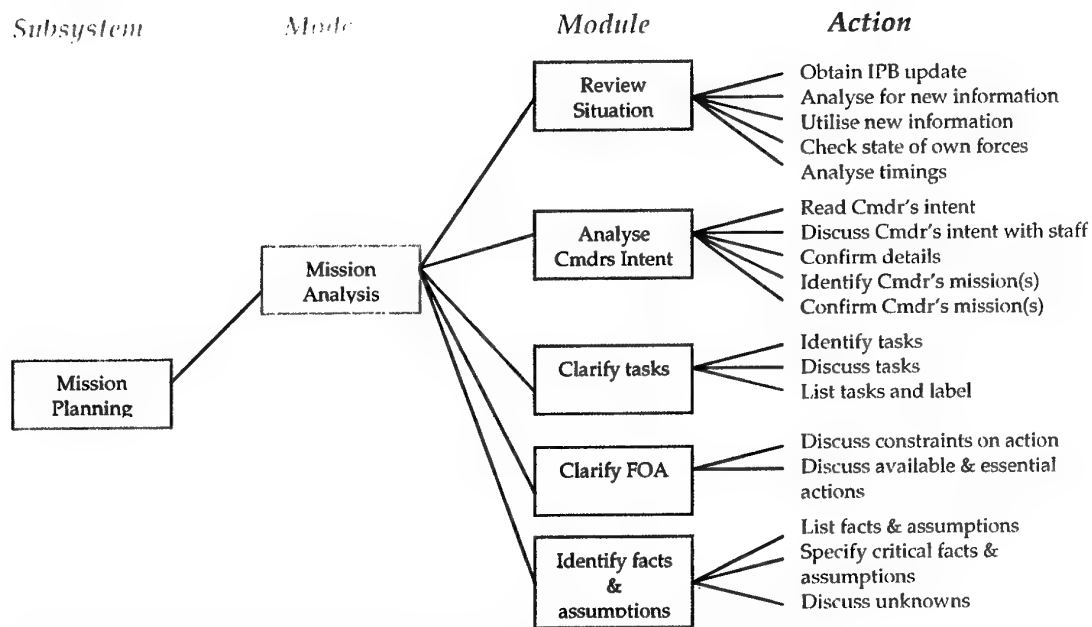 Subsystem
Mode
Module
Action
Mission
Planning
Mission
Analysis
Review
Situation
Obtain IPB update
Analyse for new information
Utilise new information
Check state of own forces
Analyse timings
Analyse
Cmdrs Intent
Read Cmdr's intent
Discuss Cmdr's intent with staff
Confirm details
Identify Cmdr's mission(s)
Confirm Cmdr's mission(s)
Clarify tasks
Identify tasks
Discuss tasks
List tasks and label
Clarify FOA
Discuss constraints on action
Discuss available & essential
actions
Identify facts
&
assumptions
List facts & assumptions
Specify critical facts &
assumptions
Discuss unknowns